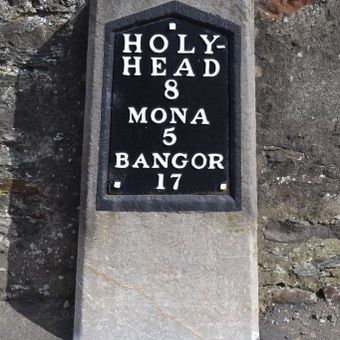 HOLY-
HEAD
8
MONA
5
BANGOR
17